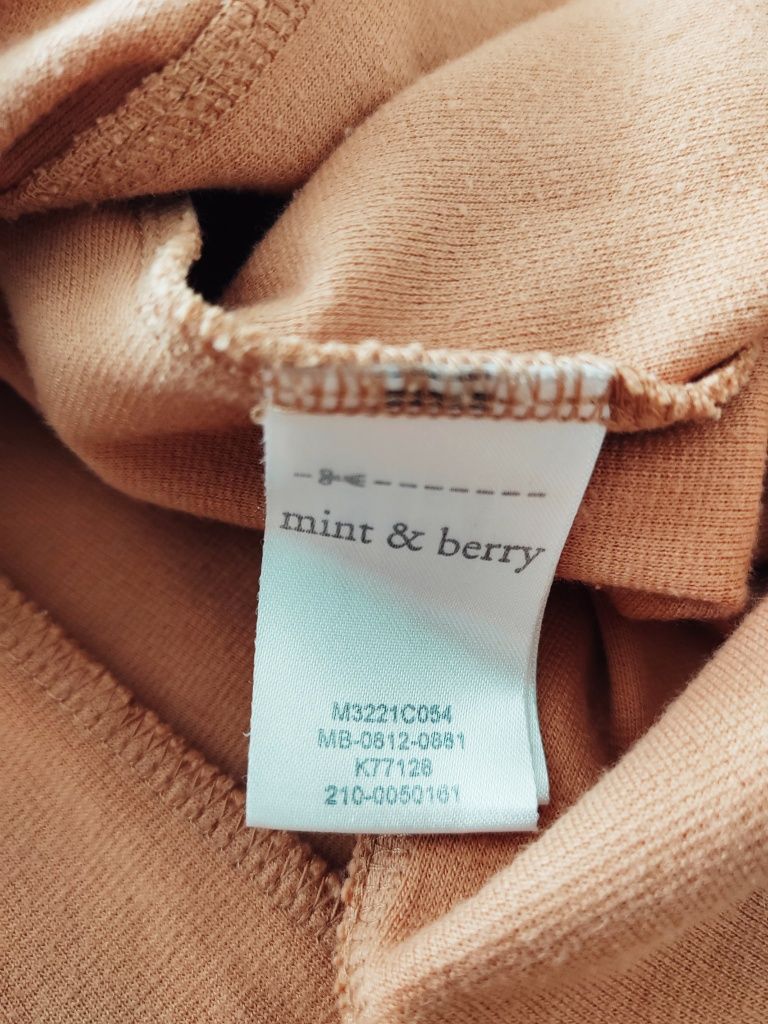 mint & berry
M3221C054
MB-0812-0881
K77128
210-0050161